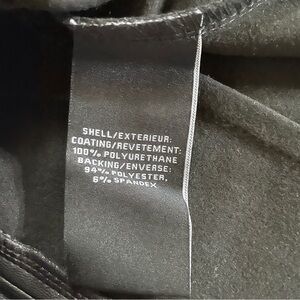 SHELL/EXTERIEUR:
COATING/REVETEMENT:
100% POLYURETHANE
BACKING/ENVERSE:
94% POLYESTER,
6% SPANDEX